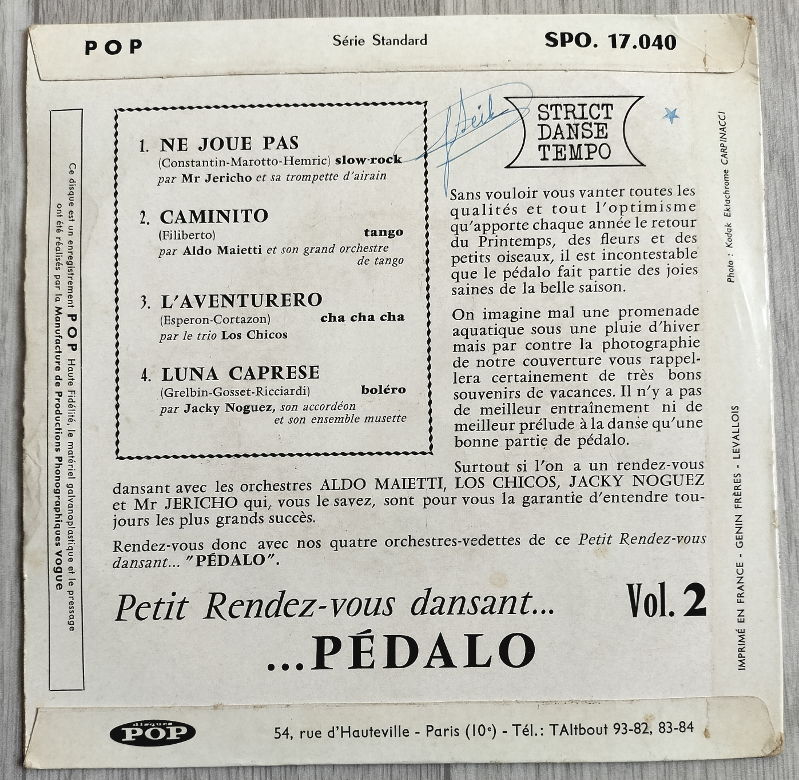 POP
Série Standard
SPO. 17.040
1. NE JOUE PAS
(Constantin-Marotto-Hemric) slow-rock
par Mr Jericho et sa trompette d'airain
2. CAMINITO
(Filiberto) tango
par Aldo Maietti et son grand orchestre
de tango
3. L'AVENTURERO
(Esperon-Cortazon) cha cha cha
par le trio Los Chicos
4. LUNA CAPRESE
(Grelbin-Gosset-Ricciardi) boléro
par Jacky Noguez, son accordéon
et son ensemble musette
STRICT
DANSE
TEMPO
Sans vouloir vous vanter toutes les
qualités et tout l'optimisme
qu'apporte chaque année le retour
du Printemps, des fleurs et des
petits oiseaux, il est incontestable
que le pédalo fait partie des joies
saines de la belle saison.
On imagine mal une promenade
aquatique sous une pluie d'hiver
mais par contre la photographie
de notre couverture vous rappel-
lera certainement de très bons
souvenirs de vacances. Il n'y a pas
de meilleur entraînement ni de
meilleur prélude à la danse qu'une
bonne partie de pédalo.
Surtout si l'on a un rendez-vous
dansant avec les orchestres ALDO MAIETTI, LOS CHICOS, JACKY NOGUEZ
et Mr JERICHO qui, vous le savez, sont pour vous la garantie d'entendre tou-
jours les plus grands succès.
Rendez-vous donc avec nos quatre orchestres-vedettes de ce Petit Rendez-vous
dansant... "PÉDALO".
Petit Rendez-vous dansant... Vol. 2
...PÉDALO
Ce disque est un enregistrement POP Haute Fidélité, le matériel galvanoplastique et le pressage
ont été réalisés par la Manufacture de Productions Phonographiques VOGUE
Photo : Kodak Ektachrome CARPINACCI
IMPRIMÉ EN FRANCE - GENIN FRÈRES - LEVALLOIS
disques
POP
54, rue d'Hauteville - Paris (10e) - Tél.: TAItbout 93-82, 83-84